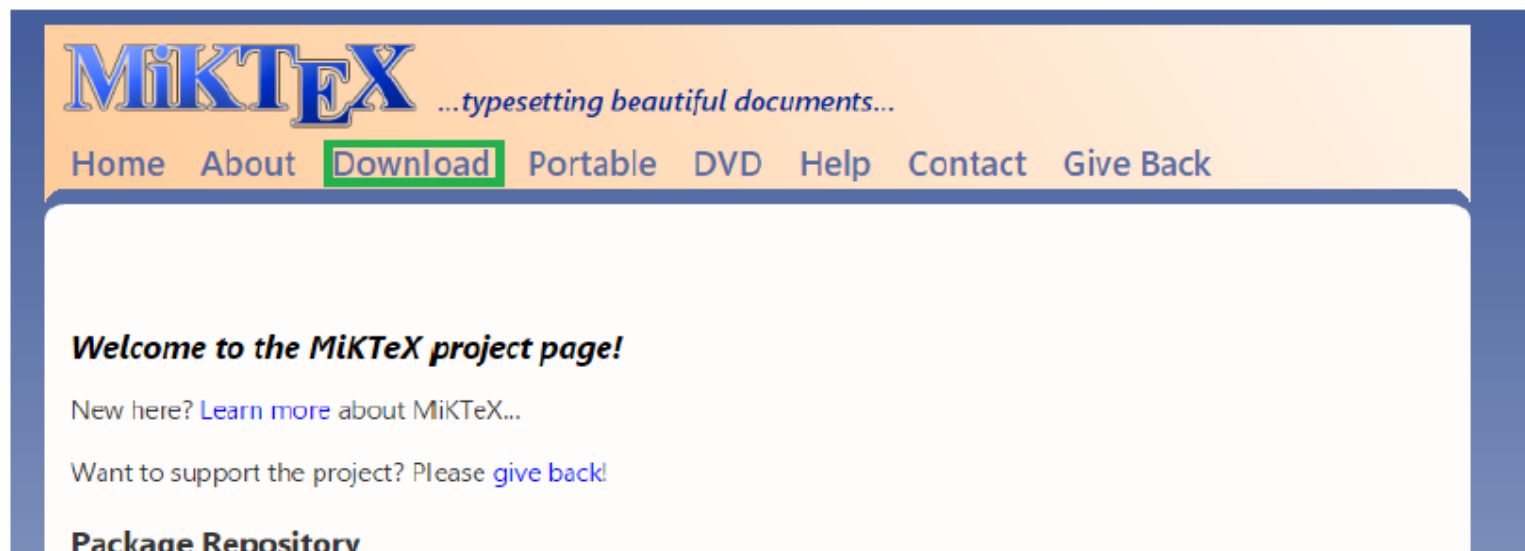 MiKTeX ...typesetting beautiful documents...
Home About Download Portable DVD Help Contact Give Back
Welcome to the MiKTeX project page!
New here? Learn more about MiKTeX...
Want to support the project? Please give back!
Package Repository